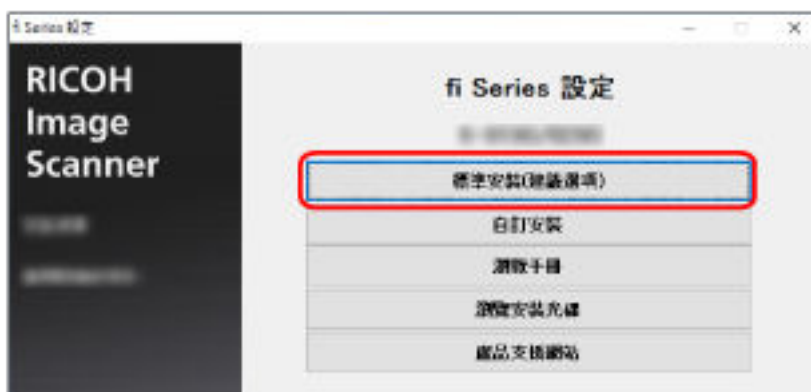 fi Series 設定
RICOH
Image
Scanner
fi Series 設定
標準安裝(建議選項)
自訂安裝
瀏覽手冊
瀏覽安裝光碟
產品支援網站